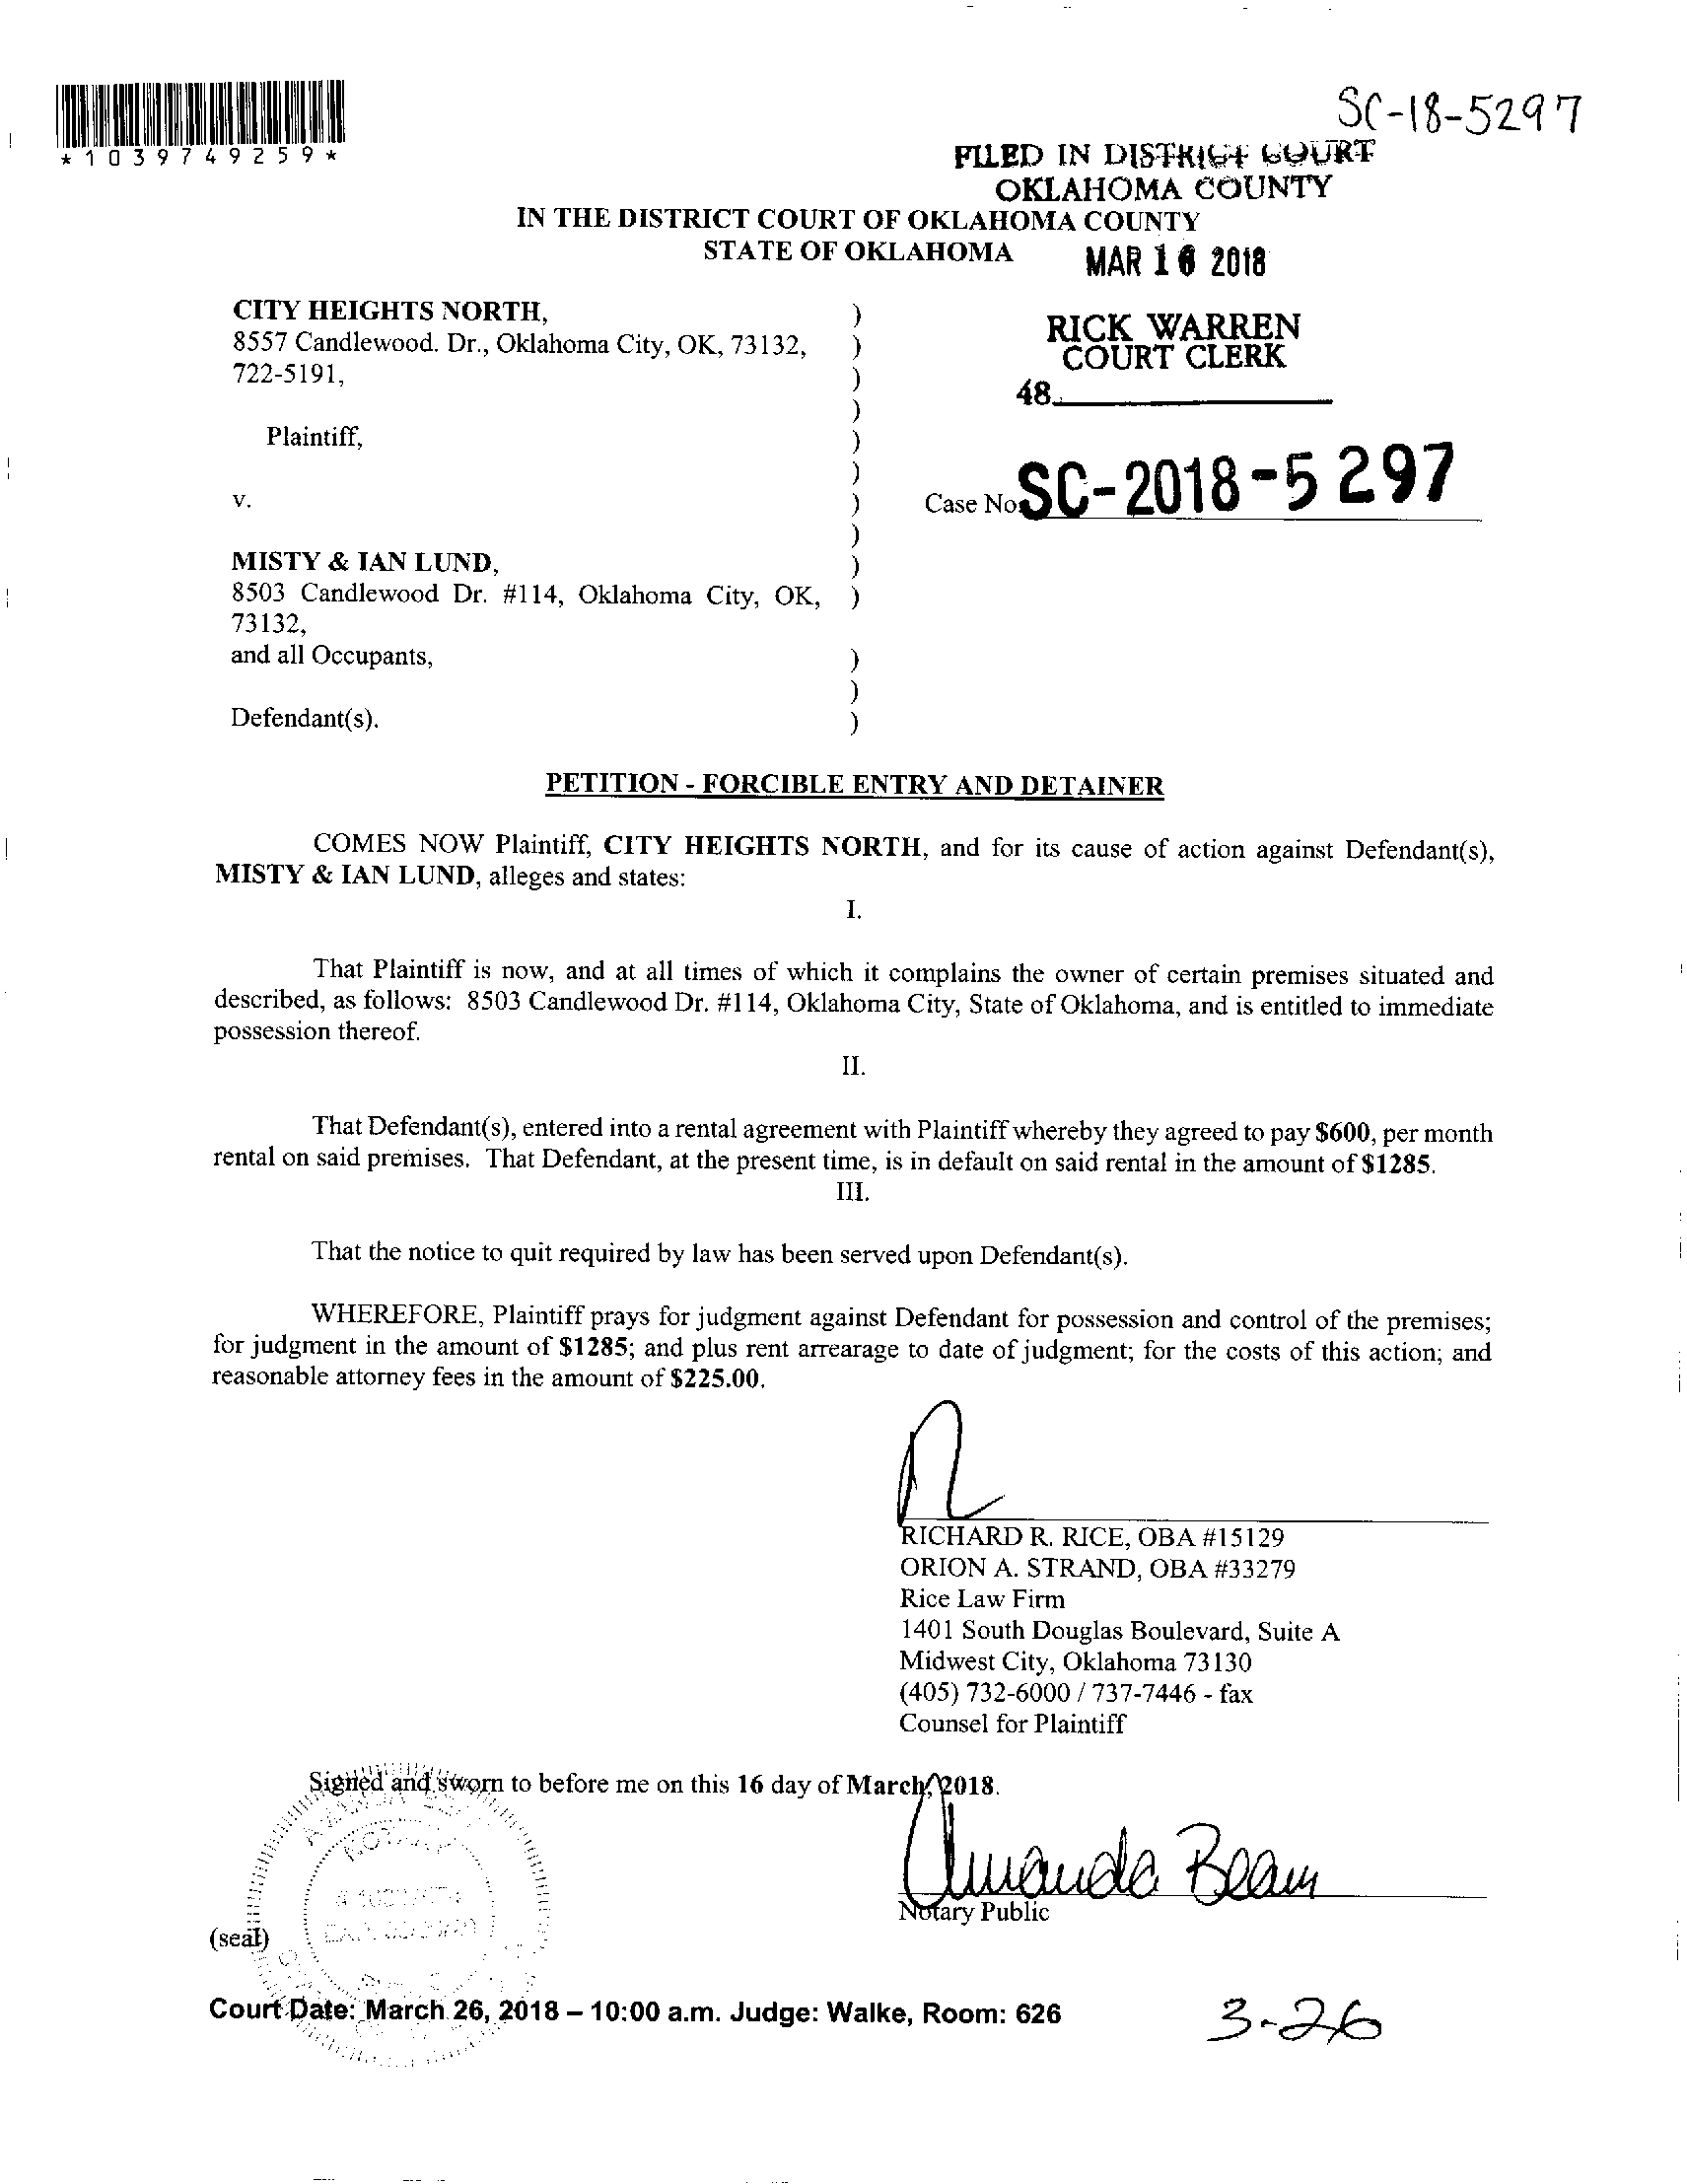 SC-18-5297
*1039749259*
FILED IN DISTRICT COURT
OKLAHOMA COUNTY
IN THE DISTRICT COURT OF OKLAHOMA COUNTY
STATE OF OKLAHOMA
MAR 16 2018
CITY HEIGHTS NORTH, )
8557 Candlewood. Dr., Oklahoma City, OK, 73132, )
722-5191, )
RICK WARREN
COURT CLERK
48.
)
Plaintiff, )
)
v. ) Case No. SC-2018-5297
)
MISTY & IAN LUND, )
8503 Candlewood Dr. #114, Oklahoma City, OK, )
73132,
and all Occupants, )
)
Defendant(s). )
PETITION - FORCIBLE ENTRY AND DETAINER
COMES NOW Plaintiff, CITY HEIGHTS NORTH, and for its cause of action against Defendant(s),
MISTY & IAN LUND, alleges and states:
I.
That Plaintiff is now, and at all times of which it complains the owner of certain premises situated and
described, as follows: 8503 Candlewood Dr. #114, Oklahoma City, State of Oklahoma, and is entitled to immediate
possession thereof.
II.
That Defendant(s), entered into a rental agreement with Plaintiff whereby they agreed to pay $600, per month
rental on said premises. That Defendant, at the present time, is in default on said rental in the amount of $1285.
III.
That the notice to quit required by law has been served upon Defendant(s).
WHEREFORE, Plaintiff prays for judgment against Defendant for possession and control of the premises;
for judgment in the amount of $1285; and plus rent arrearage to date of judgment; for the costs of this action; and
reasonable attorney fees in the amount of $225.00.
RICHARD R. RICE, OBA #15129
ORION A. STRAND, OBA #33279
Rice Law Firm
1401 South Douglas Boulevard, Suite A
Midwest City, Oklahoma 73130
(405) 732-6000 / 737-7446 - fax
Counsel for Plaintiff
Signed and sworn to before me on this 16 day of March, 2018.
Amanda Beam
Notary Public
NOTARY
(seal)
Court Date: March 26, 2018 – 10:00 a.m. Judge: Walke, Room: 626
3-26